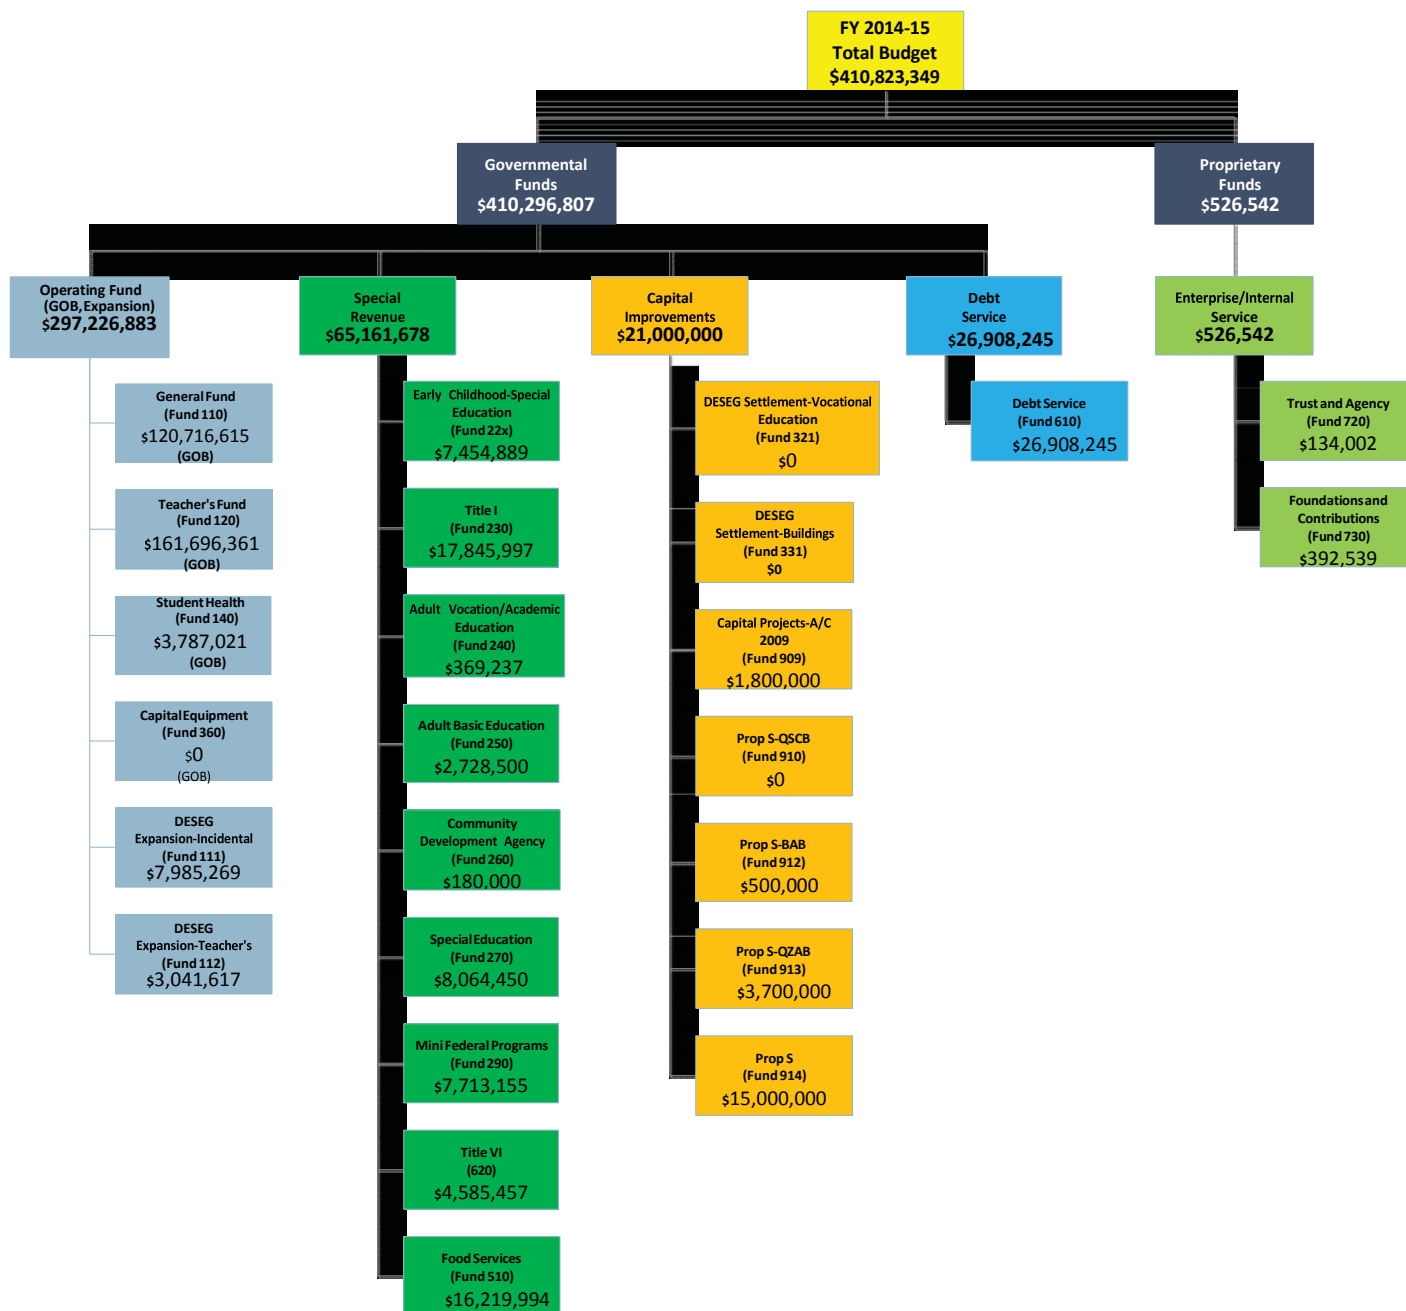 FY 2014-15
Total Budget
$410,823,349
Governmental
Funds
$410,296,807
Proprietary
Funds
$526,542
Operating Fund
(GOB,Expansion)
$297,226,883
Special
Revenue
$65,161,678
Capital
Improvements
$21,000,000
Debt
Service
$26,908,245
Enterprise/Internal
Service
$526,542
General Fund
(Fund 110)
$120,716,615
(GOB)
Teacher's Fund
(Fund 120)
$161,696,361
(GOB)
Student Health
(Fund 140)
$3,787,021
(GOB)
Capital Equipment
(Fund 360)
$0
(GOB)
DESEG
Expansion-Incidental
(Fund 111)
$7,985,269
DESEG
Expansion-Teacher's
(Fund 112)
$3,041,617
Early Childhood-Special
Education
(Fund 22x)
$7,454,889
Title I
(Fund 230)
$17,845,997
Adult Vocation/Academic
Education
(Fund 240)
$369,237
Adult Basic Education
(Fund 250)
$2,728,500
Community
Development Agency
(Fund 260)
$180,000
Special Education
(Fund 270)
$8,064,450
Mini Federal Programs
(Fund 290)
$7,713,155
Title VI
(620)
$4,585,457
Food Services
(Fund 510)
$16,219,994
DESEG Settlement-Vocational
Education
(Fund 321)
$0
DESEG
Settlement-Buildings
(Fund 331)
$0
Capital Projects-A/C
2009
(Fund 909)
$1,800,000
Prop S-QSCB
(Fund 910)
$0
Prop S-BAB
(Fund 912)
$500,000
Prop S-QZAB
(Fund 913)
$3,700,000
Prop S
(Fund 914)
$15,000,000
Debt Service
(Fund 610)
$26,908,245
Trust and Agency
(Fund 720)
$134,002
Foundations and
Contributions
(Fund 730)
$392,539